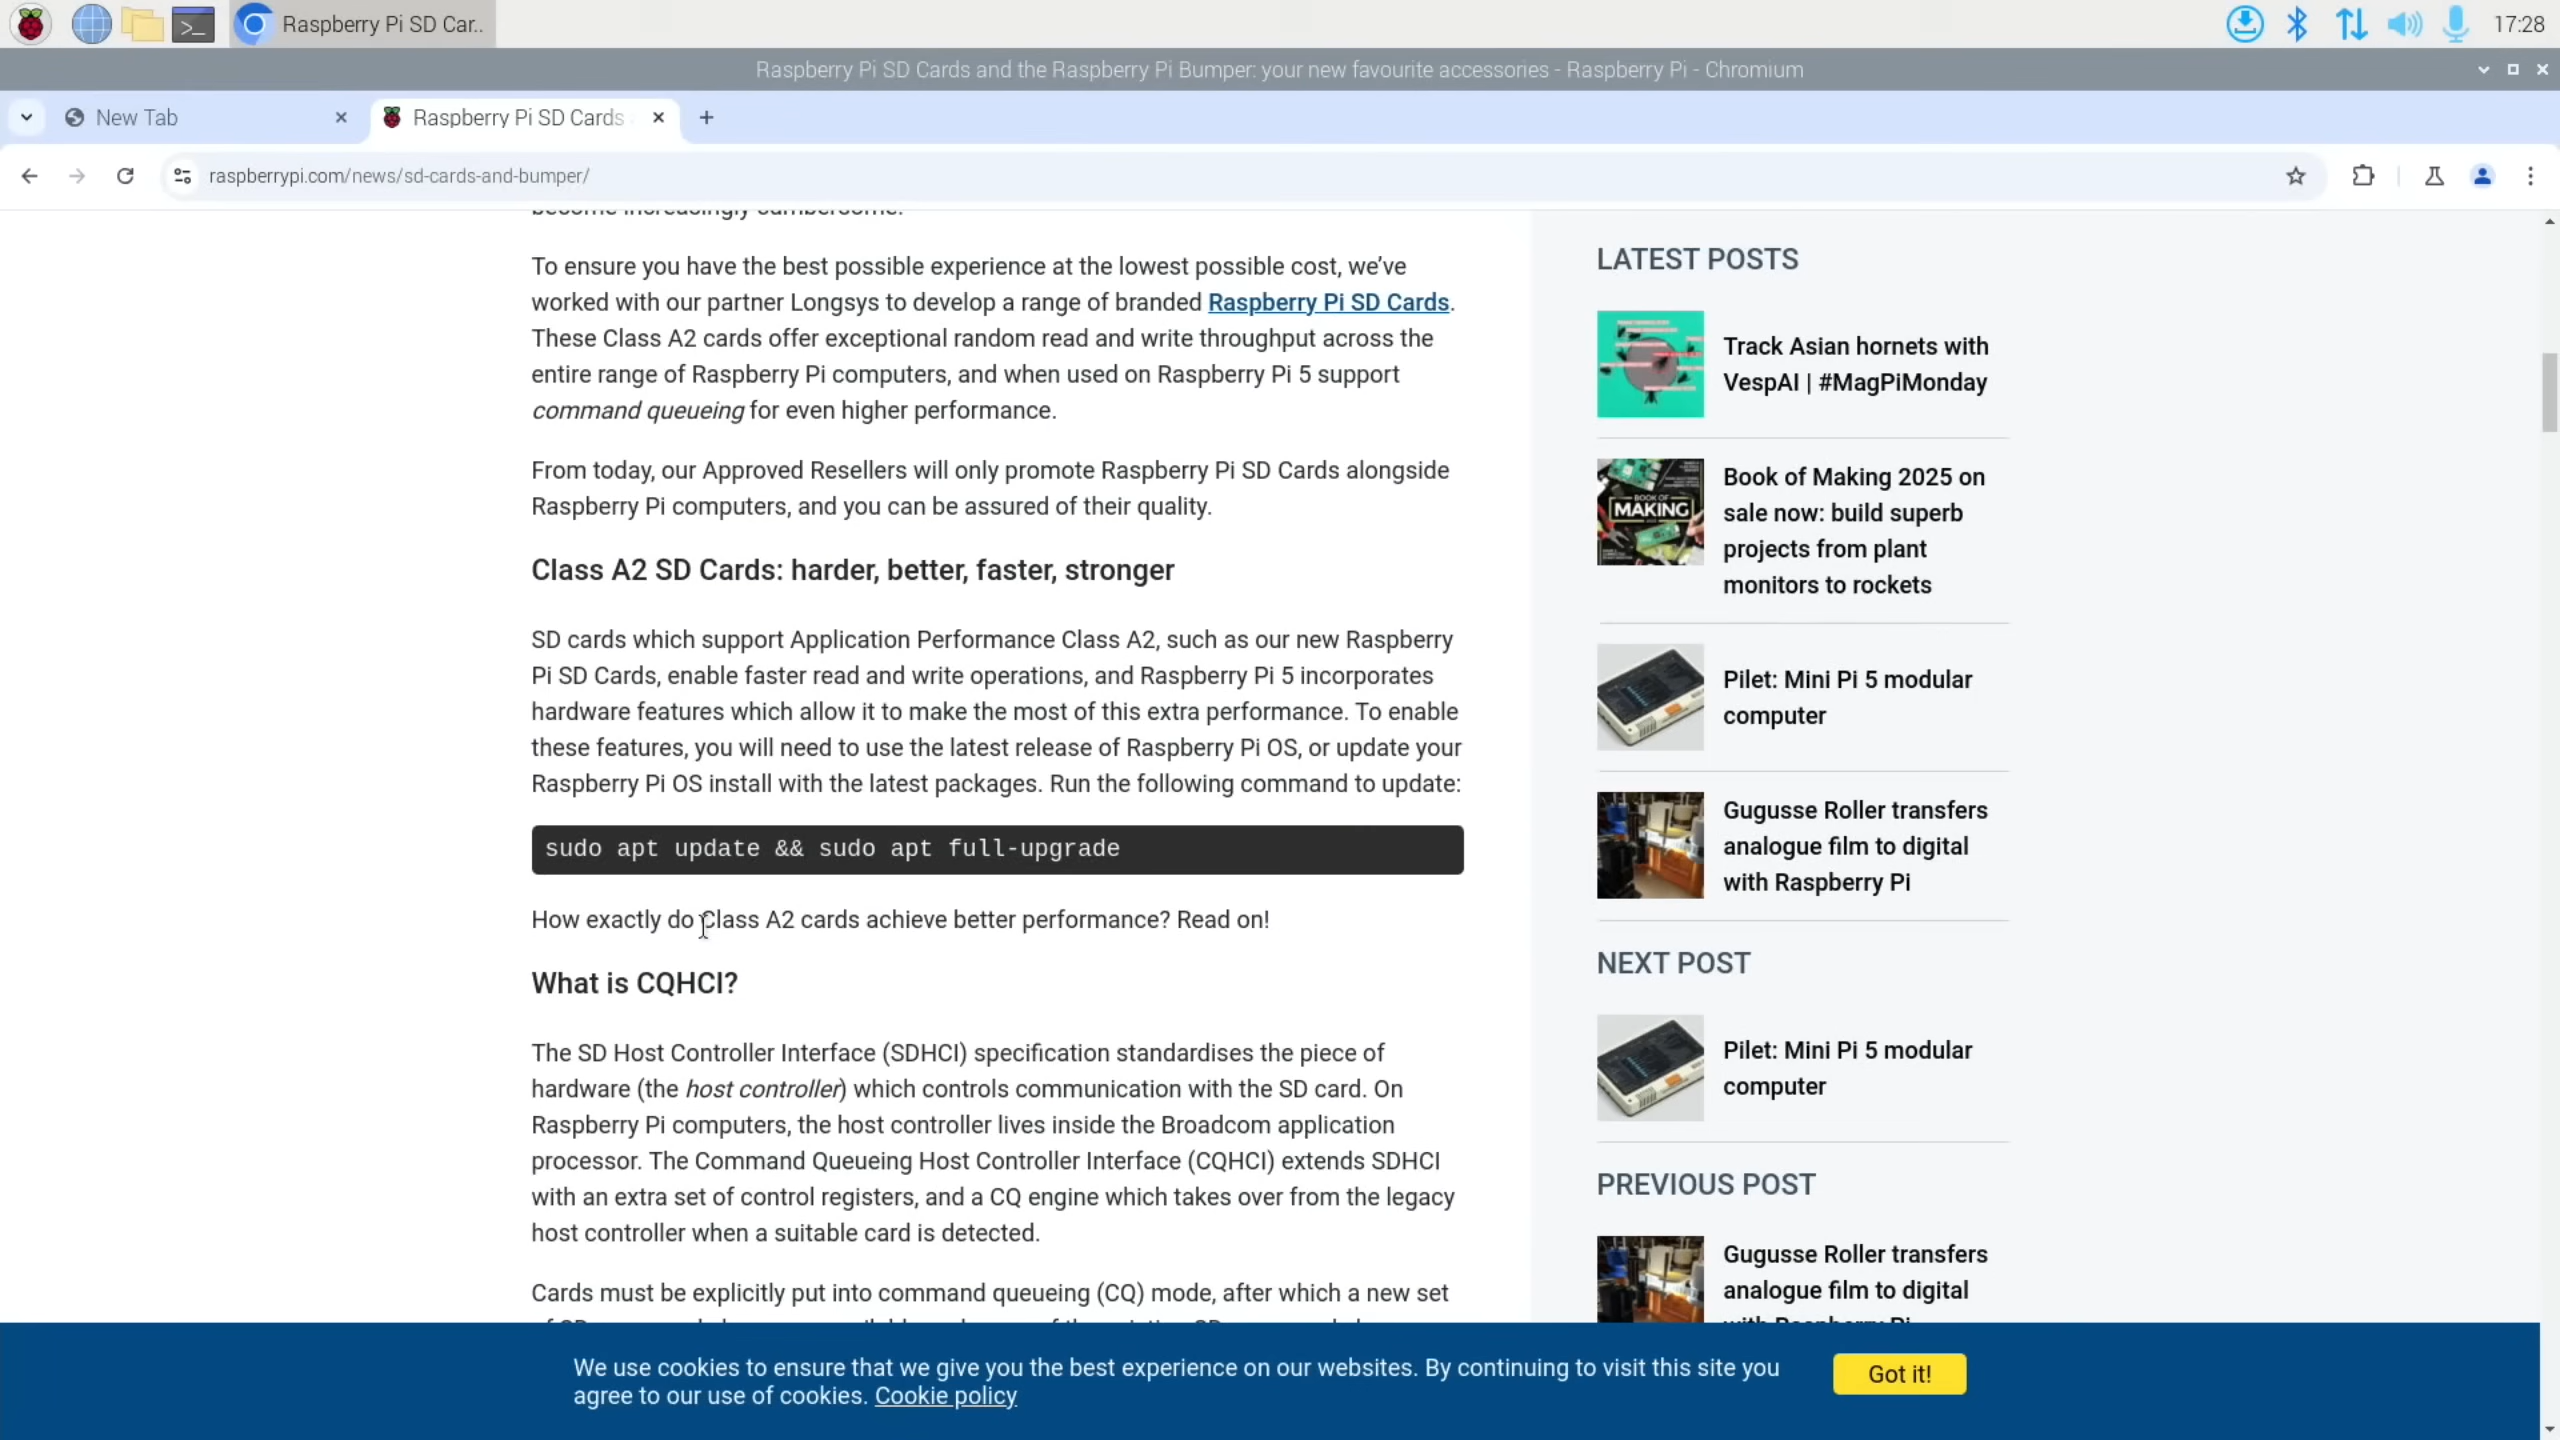 Raspberry Pi SD Car..
17:28
Raspberry Pi SD Cards and the Raspberry Pi Bumper: your new favourite accessories - Raspberry Pi - Chromium
New Tab
Raspberry Pi SD Cards
raspberrypi.com/news/sd-cards-and-bumper/
become increasingly cumbersome.
To ensure you have the best possible experience at the lowest possible cost, we’ve
worked with our partner Longsys to develop a range of branded Raspberry Pi SD Cards.
These Class A2 cards offer exceptional random read and write throughput across the
entire range of Raspberry Pi computers, and when used on Raspberry Pi 5 support
command queueing for even higher performance.
From today, our Approved Resellers will only promote Raspberry Pi SD Cards alongside
Raspberry Pi computers, and you can be assured of their quality.
Class A2 SD Cards: harder, better, faster, stronger
SD cards which support Application Performance Class A2, such as our new Raspberry
Pi SD Cards, enable faster read and write operations, and Raspberry Pi 5 incorporates
hardware features which allow it to make the most of this extra performance. To enable
these features, you will need to use the latest release of Raspberry Pi OS, or update your
Raspberry Pi OS install with the latest packages. Run the following command to update:
sudo apt update && sudo apt full-upgrade
How exactly do Class A2 cards achieve better performance? Read on!
What is CQHCI?
The SD Host Controller Interface (SDHCI) specification standardises the piece of
hardware (the host controller) which controls communication with the SD card. On
Raspberry Pi computers, the host controller lives inside the Broadcom application
processor. The Command Queueing Host Controller Interface (CQHCI) extends SDHCI
with an extra set of control registers, and a CQ engine which takes over from the legacy
host controller when a suitable card is detected.
Cards must be explicitly put into command queueing (CQ) mode, after which a new set
LATEST POSTS
Track Asian hornets with
VespAI | #MagPiMonday
BOOK OF
MAKING
Book of Making 2025 on
sale now: build superb
projects from plant
monitors to rockets
Pilet: Mini Pi 5 modular
computer
Gugusse Roller transfers
analogue film to digital
with Raspberry Pi
NEXT POST
Pilet: Mini Pi 5 modular
computer
PREVIOUS POST
Gugusse Roller transfers
analogue film to digital
with Raspberry Pi
We use cookies to ensure that we give you the best experience on our websites. By continuing to visit this site you
agree to our use of cookies. Cookie policy
Got it!